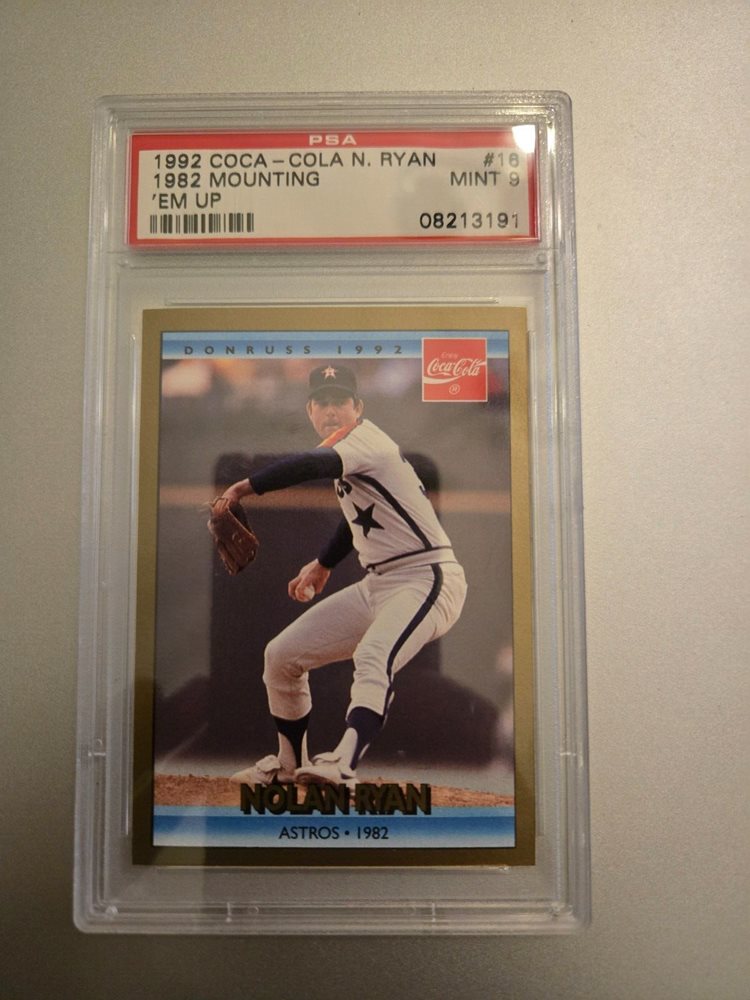 PSA
1992 COCA-COLA N. RYAN #16
1982 MOUNTING MINT 9
'EM UP
08213191
DONRUSS 1992
Enjoy
Coca-Cola
®
NOLAN RYAN
ASTROS • 1982